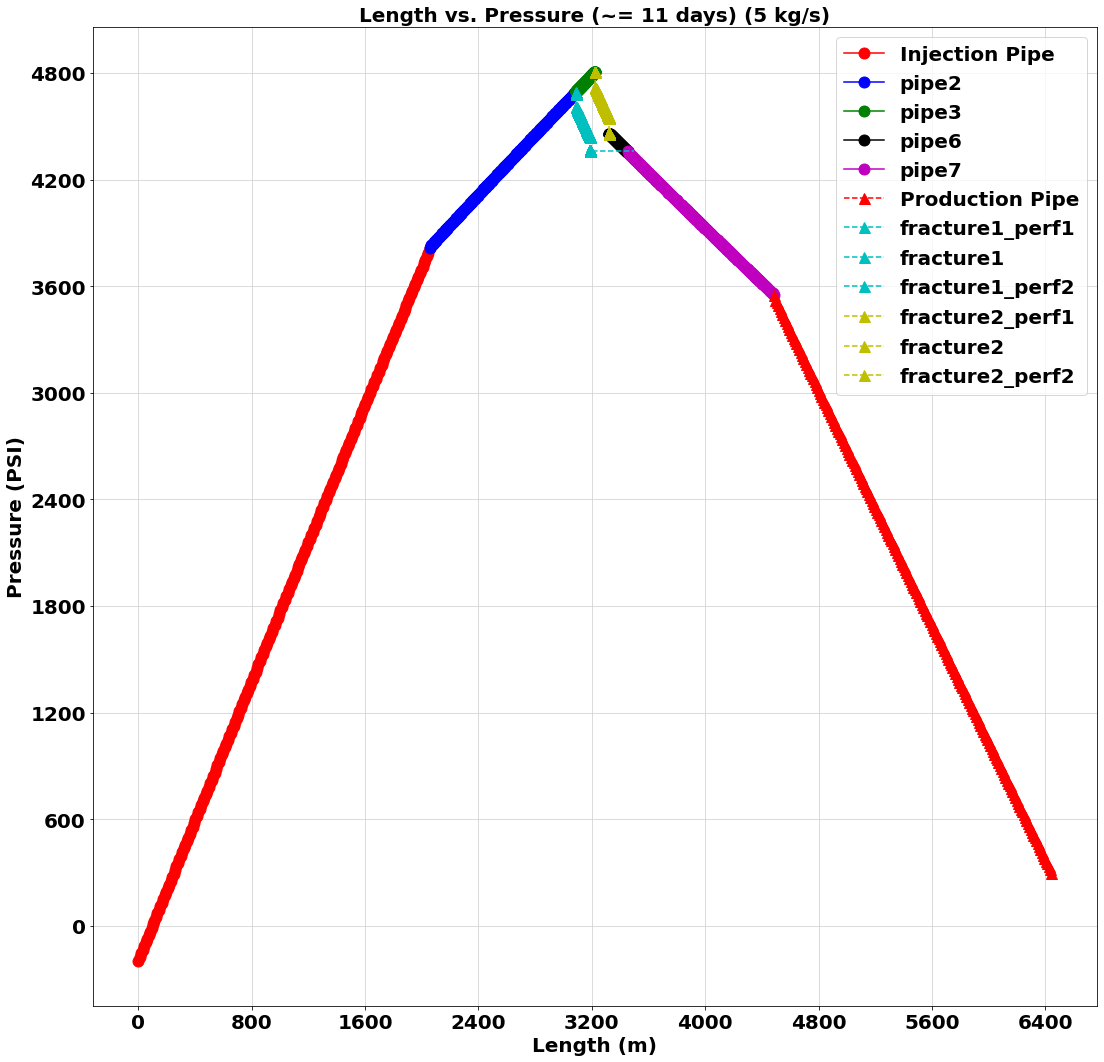 Length vs. Pressure (~= 11 days) (5 kg/s)
Injection Pipe
pipe2
pipe3
pipe6
pipe7
Production Pipe
fracture1_perf1
fracture1
fracture1_perf2
fracture2_perf1
fracture2
fracture2_perf2
Pressure (PSI)
4800
4200
3600
3000
2400
1800
1200
600
0
0 800 1600 2400 3200 4000 4800 5600 6400
Length (m)